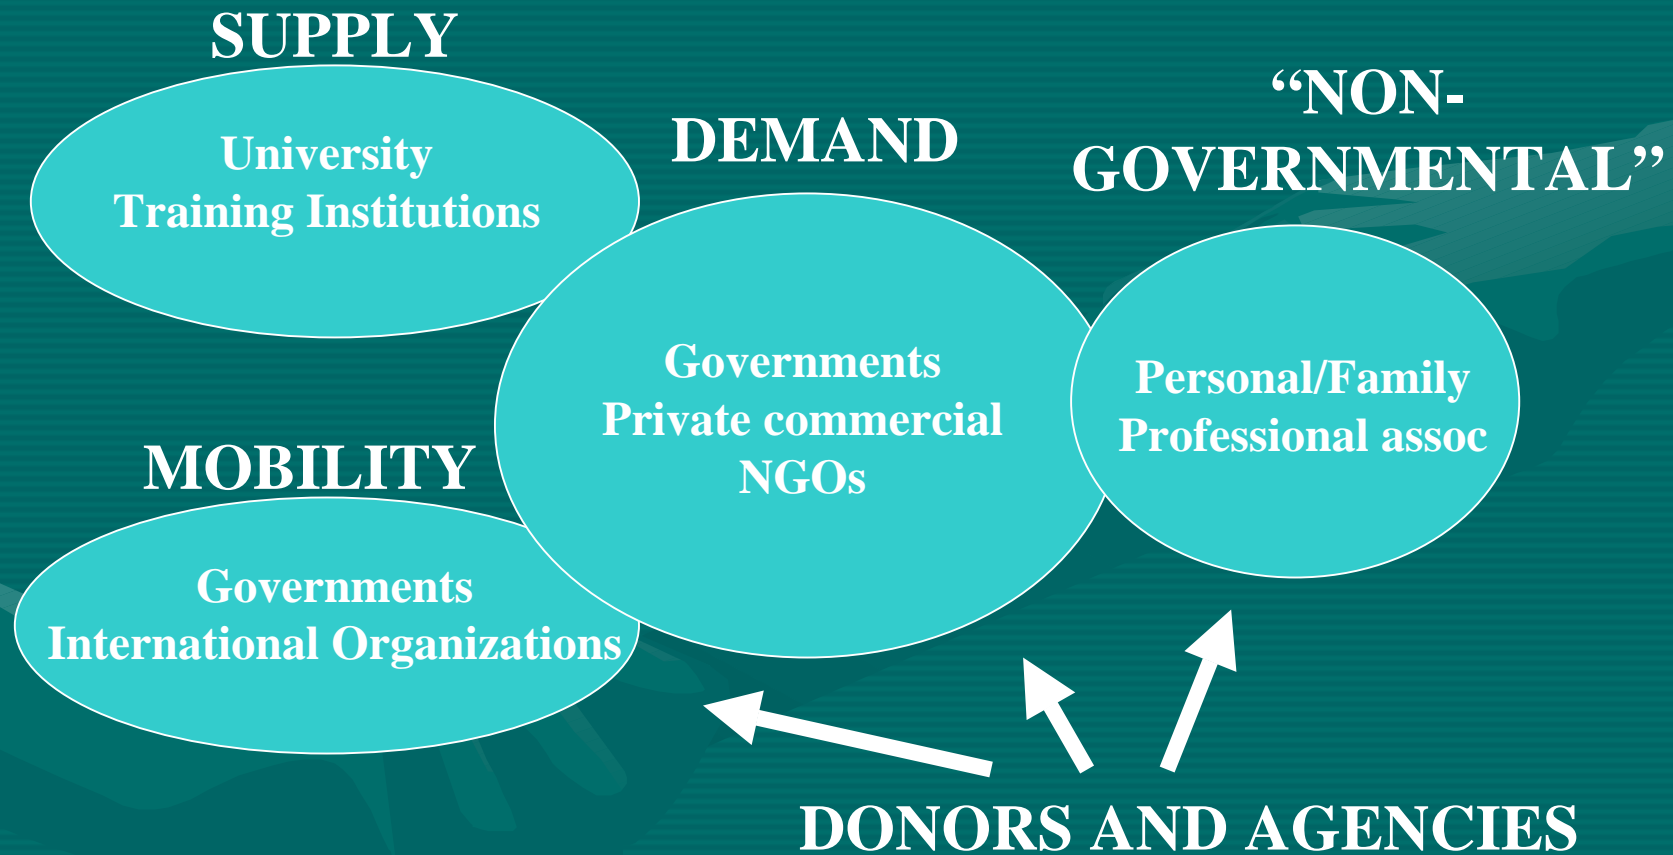 SUPPLY
University
Training Institutions
DEMAND
Governments
Private commercial
NGOs
“NON-
GOVERNMENTAL”
Personal/Family
Professional assoc
MOBILITY
Governments
International Organizations
DONORS AND AGENCIES